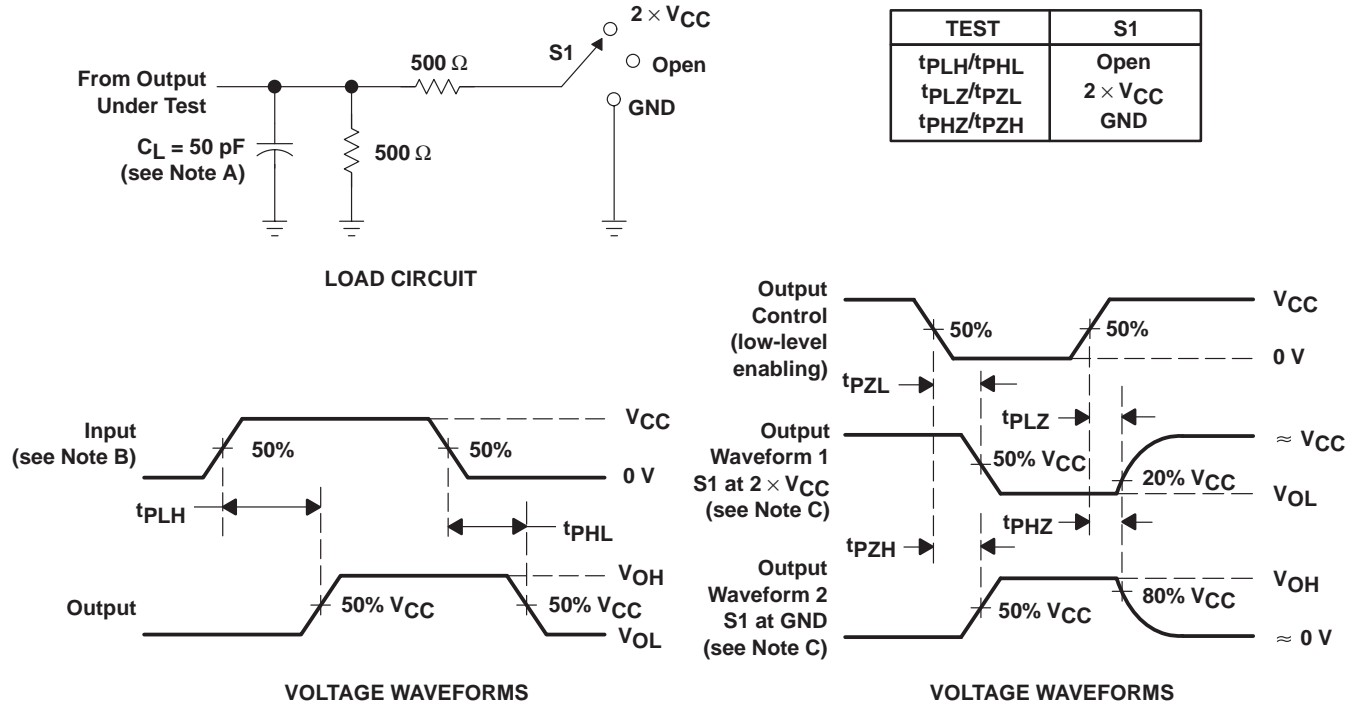 2 × VCC
S1
500 Ω
Open
From Output
Under Test
GND
CL = 50 pF
(see Note A)
500 Ω
LOAD CIRCUIT
TEST S1
tPLH/tPHL Open
tPLZ/tPZL 2 × VCC
tPHZ/tPZH GND
Input
(see Note B)
50%
50%
VCC
0 V
tPLH
tPHL
Output
50% VCC
50% VCC
VOH
VOL
VOLTAGE WAVEFORMS
Output
Control
(low-level
enabling)
50%
50%
VCC
0 V
tPZL
tPLZ
Output
Waveform 1
S1 at 2 × VCC
(see Note C)
50% VCC
20% VCC
≈ VCC
VOL
tPHZ
tPZH
Output
Waveform 2
S1 at GND
(see Note C)
50% VCC
80% VCC
VOH
≈ 0 V
VOLTAGE WAVEFORMS